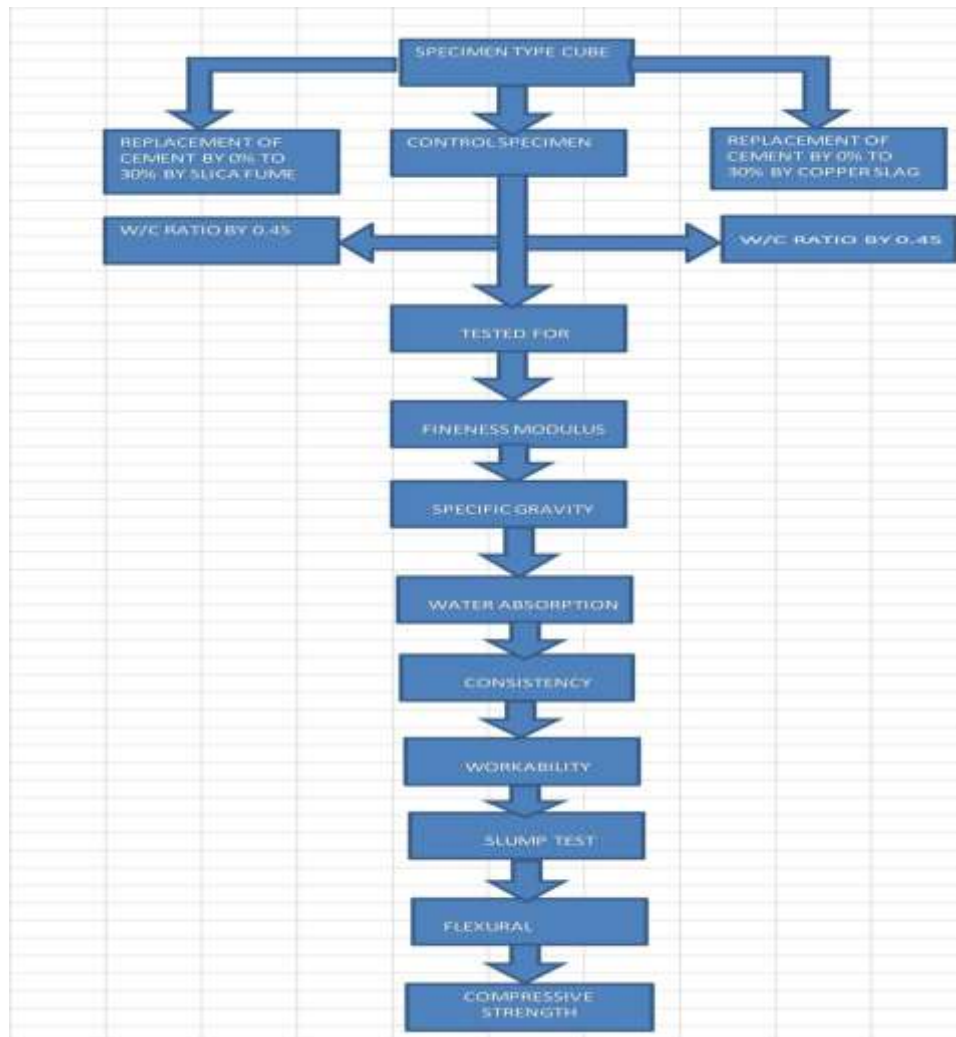 SPECIMEN TYPE CUBE
REPLACEMENT OF
CEMENT BY 0% TO
30% BY SLICA FUME
CONTROL SPECIMEN
REPLACEMENT OF
CEMENT BY 0% TO
30% BY COPPER SLAG
W/C RATIO BY 0.45
W/C RATIO BY 0.45
TESTED FOR
FINENESS MODULUS
SPECIFIC GRAVITY
WATER ABSORPTION
CONSISTENCY
WORKABILITY
SLUMP TEST
FLEXURAL
COMPRESSIVE
STRENGTH